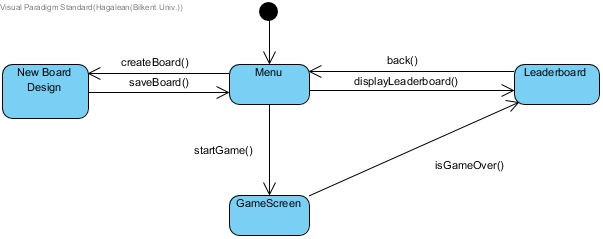 Visual Paradigm Standard(Hagalean(Bilkent Univ.))
createBoard()
back()
New Board
Design
Menu
Leaderboard
saveBoard()
displayLeaderboard()
startGame()
isGameOver()
GameScreen